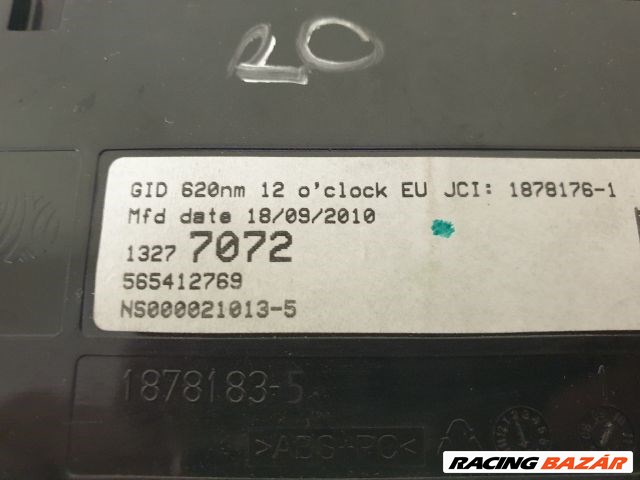 20
GID 620nm 12 o'clock EU JCI: 1878176-1
Mfd date 18/09/2010
1327 7072
565412769
NS000021013-5
1878183-5
>ABS+PC<
RACING BAZÁR